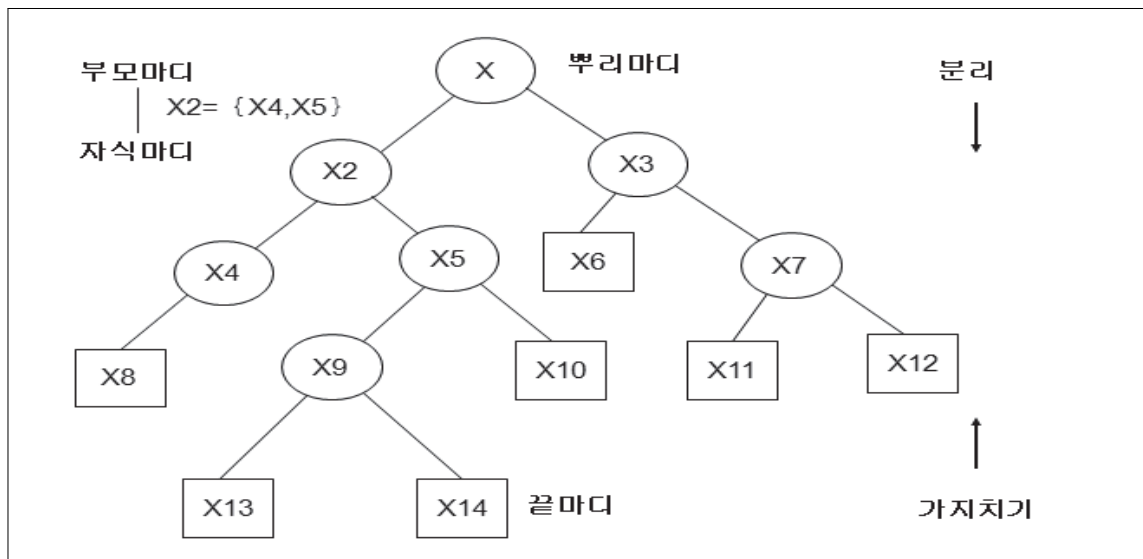 X
뿌리마디
분리
부모마디
X2= {X4,X5}
자식마디
X2
X3
X4
X5
X6
X7
X8
X9
X10
X11
X12
X13
X14
끝마디
가지치기